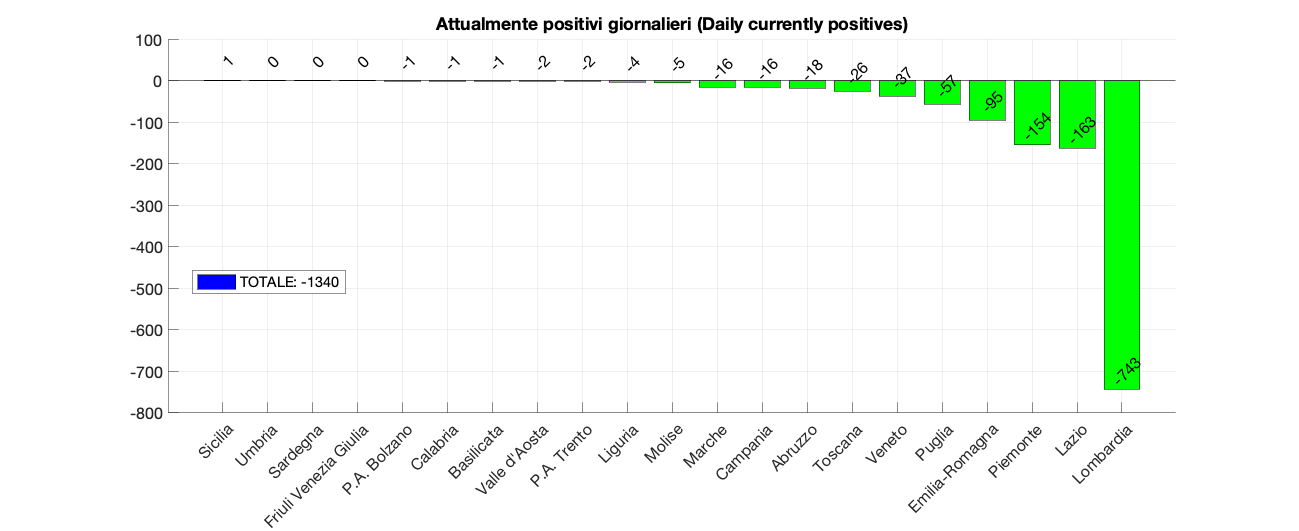 Attualmente positivi giornalieri (Daily currently positives)
100
0
-100
-200
-300
-400
-500
-600
-700
-800
1
0
0
0
-1
-1
-1
-2
-2
-4
-5
-16
-16
-18
-26
-37
-57
-95
-154
-163
-743
TOTALE: -1340
Sicilia
Umbria
Sardegna
Friuli Venezia Giulia
P.A. Bolzano
Calabria
Basilicata
Valle d'Aosta
P.A. Trento
Liguria
Molise
Marche
Campania
Abruzzo
Toscana
Veneto
Puglia
Emilia-Romagna
Piemonte
Lazio
Lombardia